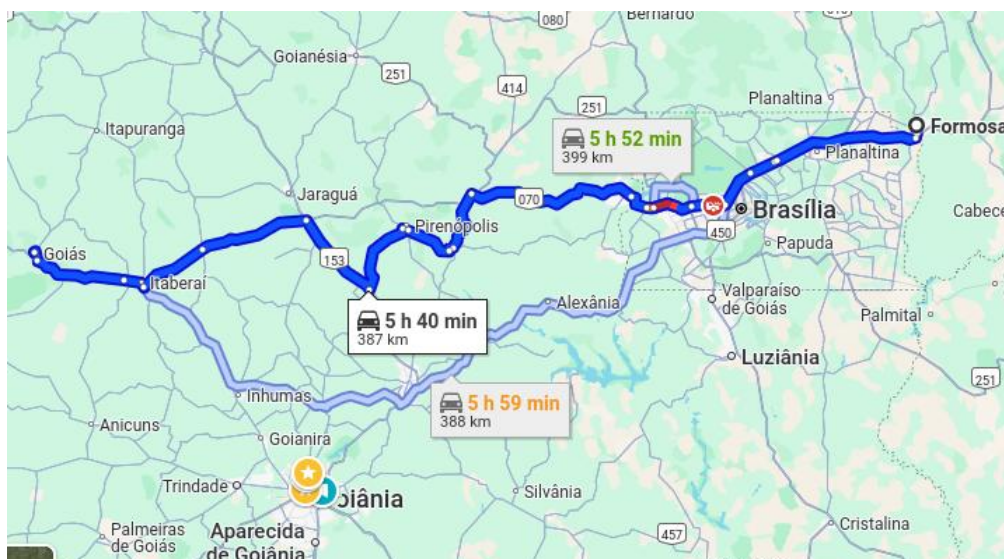 080
Bernardo
Goianésia
251
414
251
Planaltina
Itapuranga
5 h 52 min
399 km
Formosa
Planaltina
Jaraguá
070
Brasília
Cabece
Pirenópolis
Goiás
153
450
Papuda
Itaberaí
Alexânia
Valparaíso
de Goiás
Palmital
5 h 40 min
387 km
Luziânia
251
5 h 59 min
388 km
Inhumas
Anicuns
Goianira
Trindade
oiânia
Silvânia
Palmeiras
de Goiás
Aparecida
de Goiânia
457
Cristalina